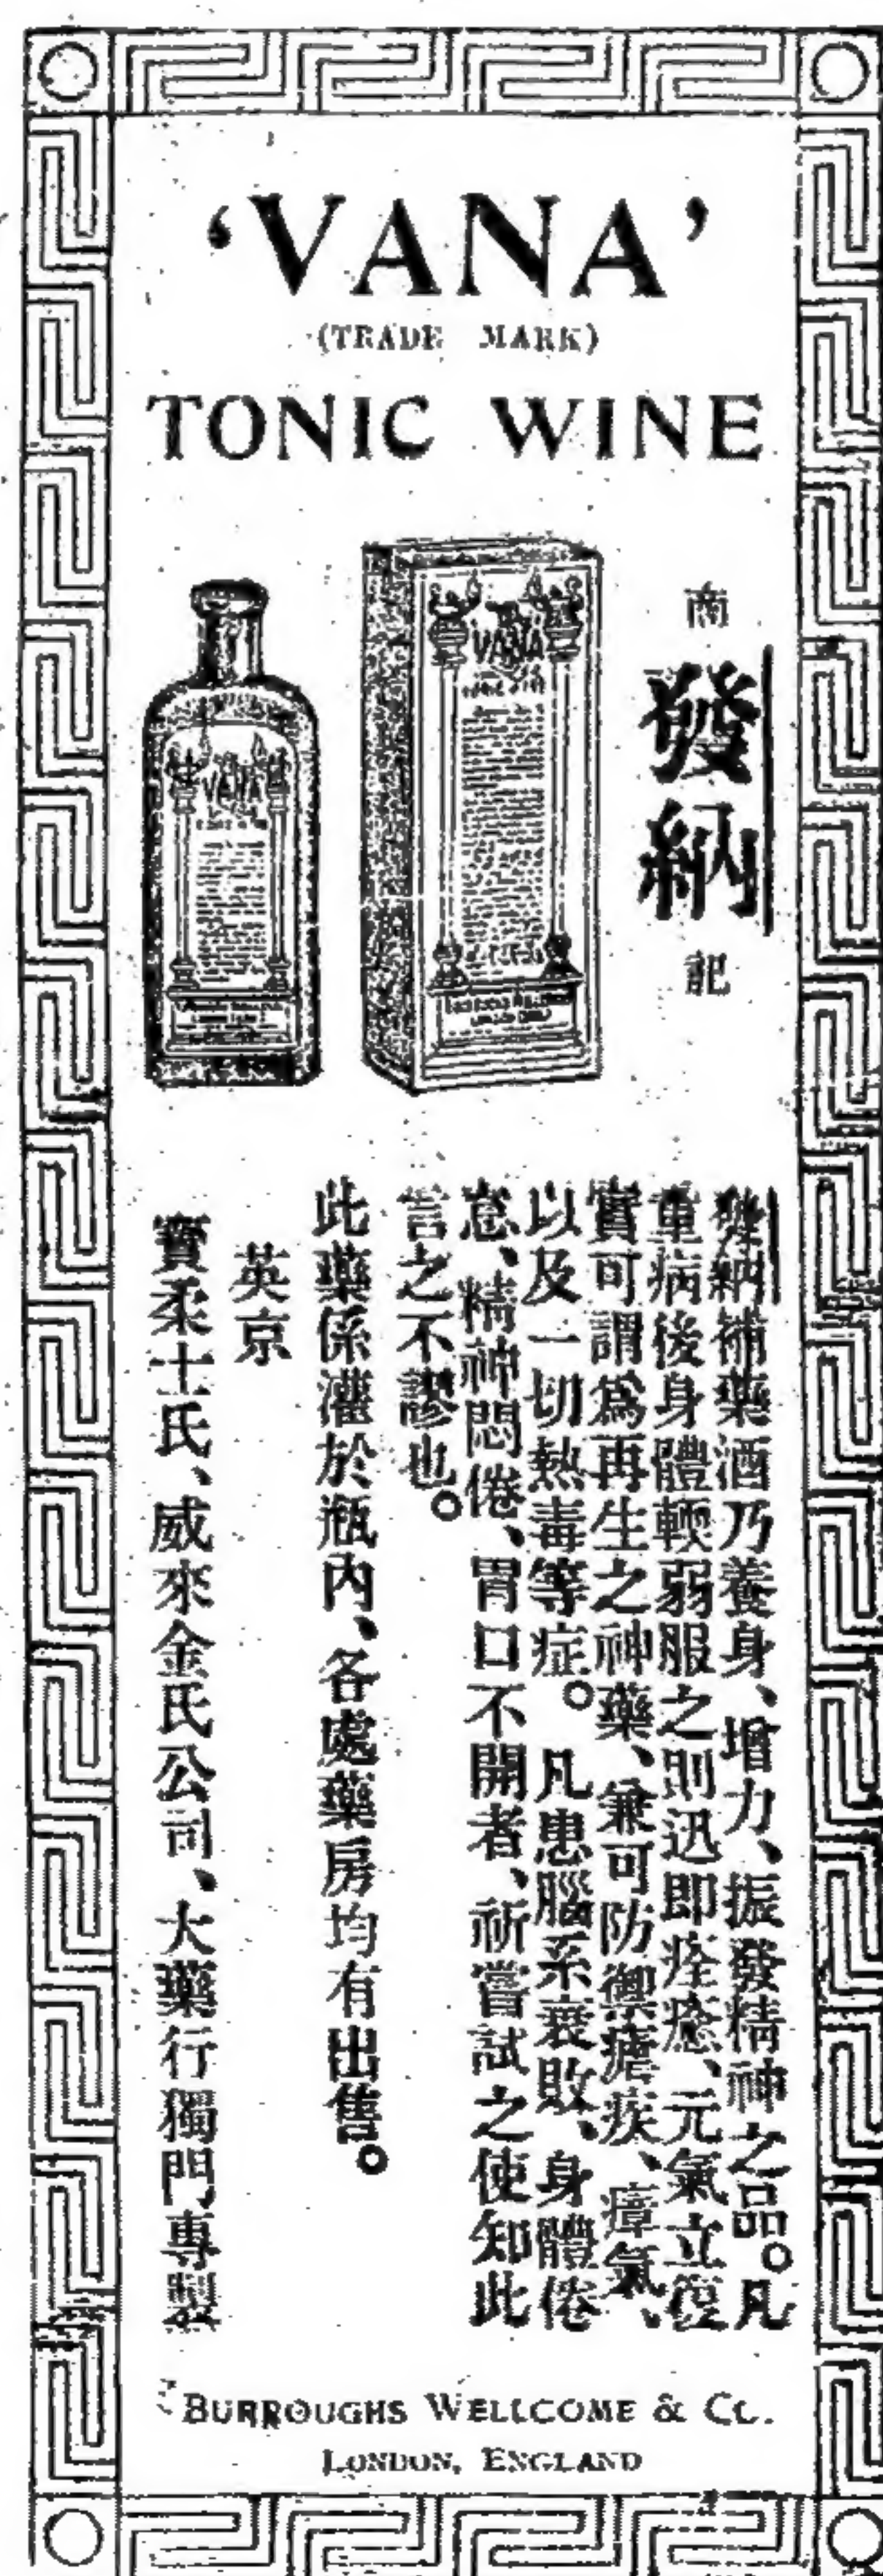 ‘VANA’
(TRADE MARK)
TONIC WINE
VANA
VANA
商
發納
記
發納補藥酒乃養身、增力、振發精神之品。凡
重病後身體輭弱服之則迅即痊癒、元氣立復
實可謂爲再生之神藥、兼可防禦瘧疾、瘴氣、
以及一切熱毒等症。凡患腦系衰敗、身體倦
怠、精神悶倦、胃口不開者、祈嘗試之使知此
言之不謬也。
此藥係灌於瓶內、各處藥房均有出售。
英京
寶柔士氏、威來金氏公司、大藥行獨門專製
BURROUGHS WELLCOME & CO.
LONDON, ENGLAND